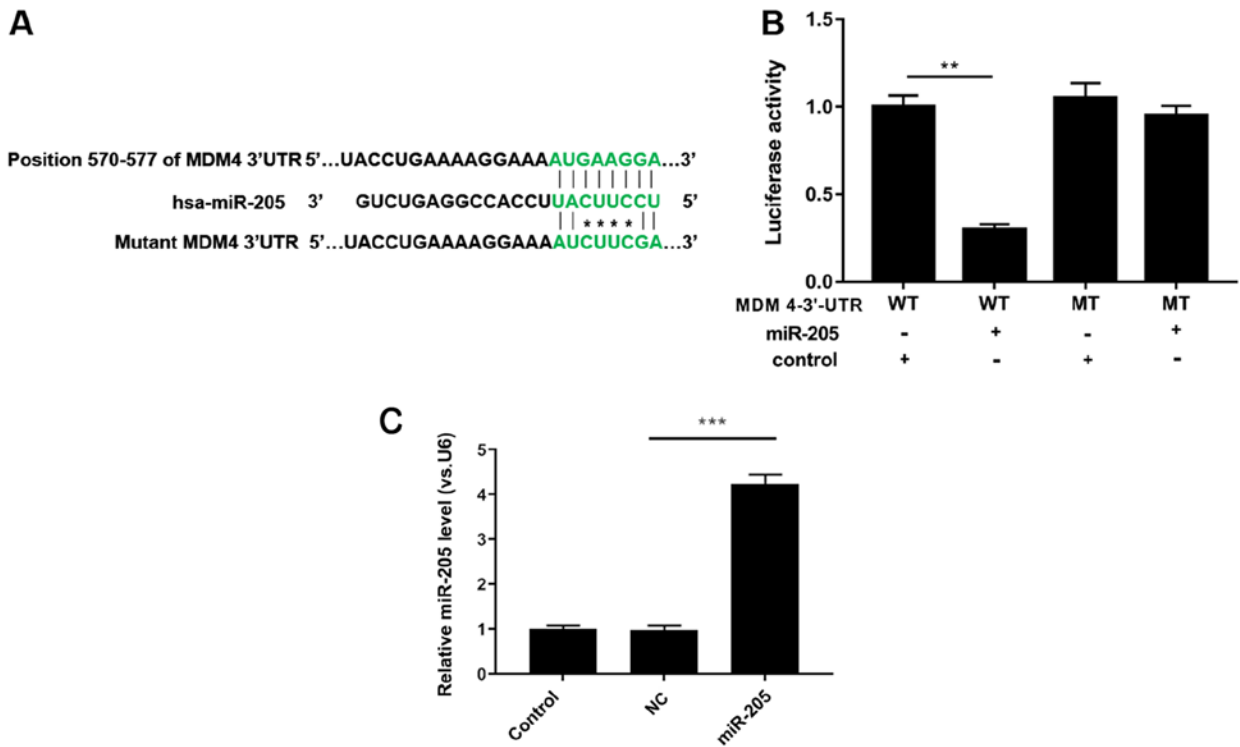 A
Position 570-577 of MDM4 3’UTR 5’...UACCUGAAAAGGAAAAUGAAGGA...3’
hsa-miR-205 3’ GUCUGAGGCCACCUUACUUCCU 5’
****
Mutant MDM4 3’UTR 5’...UACCUGAAAAGGAAAAUCUUCGA...3’
B
Luciferase activity
1.5
1.0
0.5
0.0
**
MDM 4-3’-UTR WT WT MT MT
miR-205 - + - +
control + - + -
C
Relative miR-205 level (vs.U6)
5
4
3
2
1
0
***
Control NC miR-205